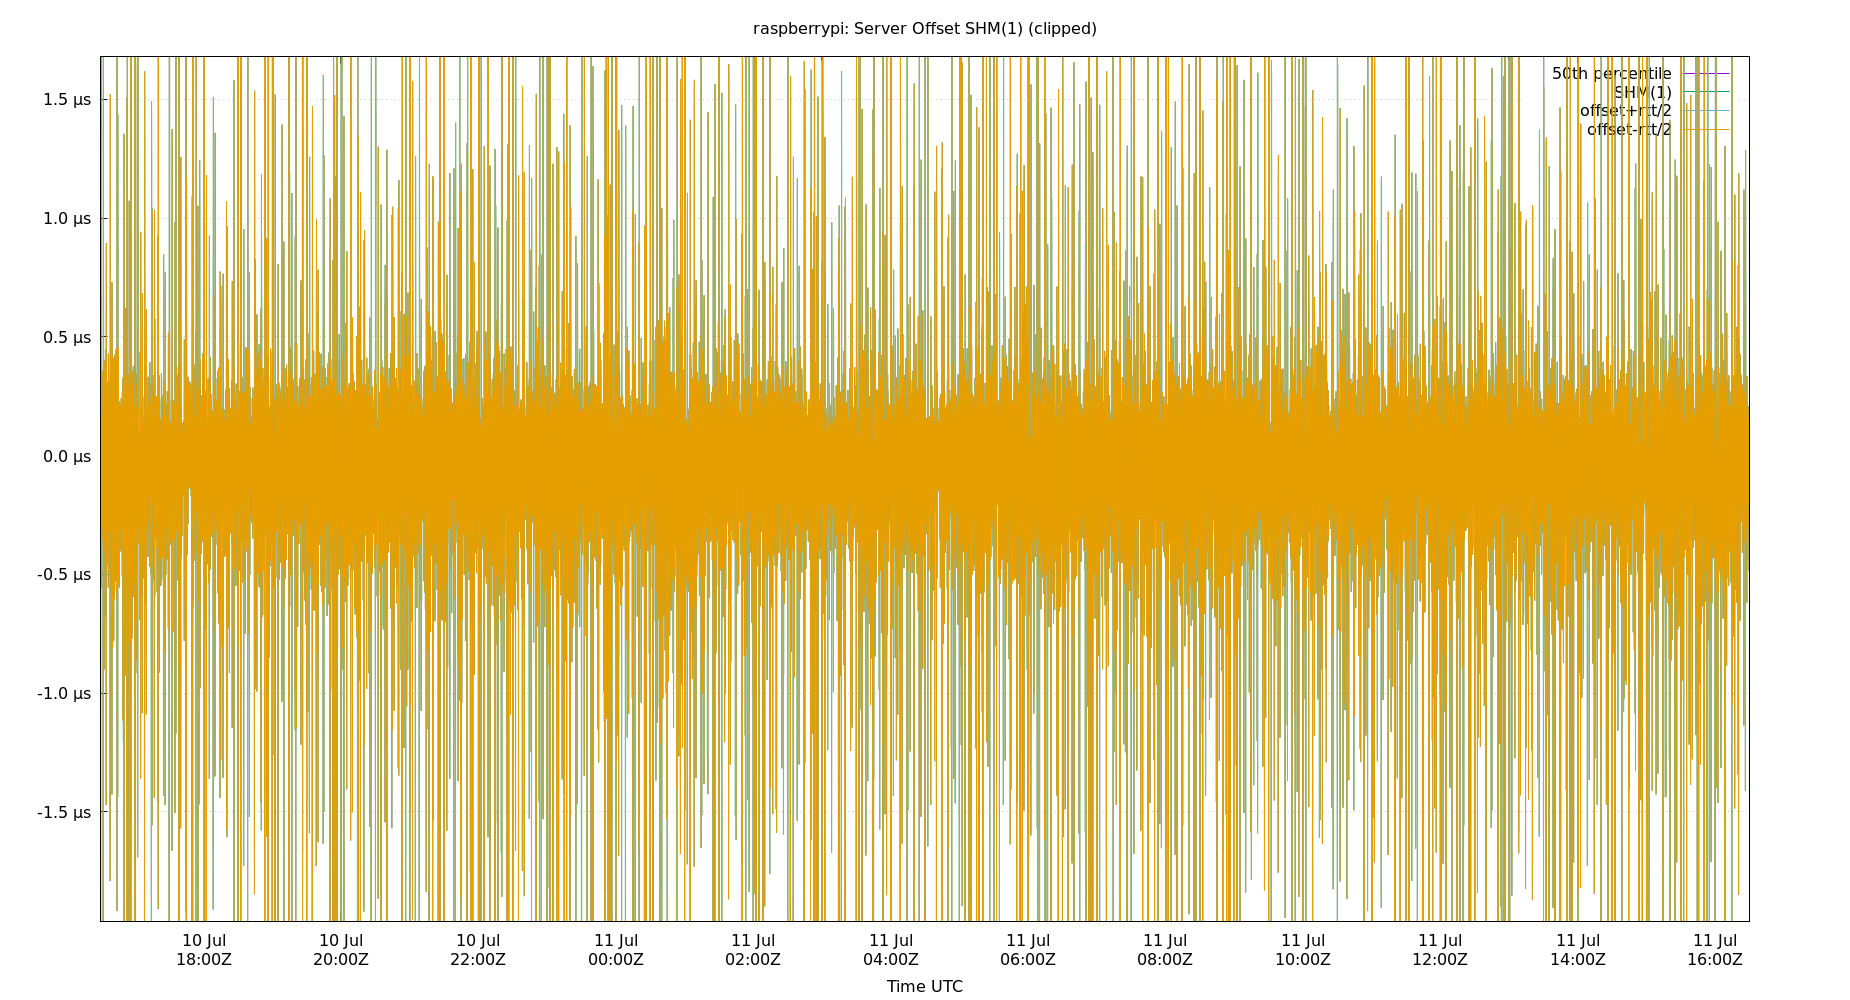 raspberrypi: Server Offset SHM(1) (clipped)
50th percentile
SHM(1)
offset+rtt/2
offset-rtt/2
1.5 µs
1.0 µs
0.5 µs
0.0 µs
-0.5 µs
-1.0 µs
-1.5 µs
10 Jul 10 Jul 10 Jul 11 Jul 11 Jul 11 Jul 11 Jul 11 Jul 11 Jul 11 Jul 11 Jul 11 Jul
18:00Z 20:00Z 22:00Z 00:00Z 02:00Z 04:00Z 06:00Z 08:00Z 10:00Z 12:00Z 14:00Z 16:00Z
Time UTC